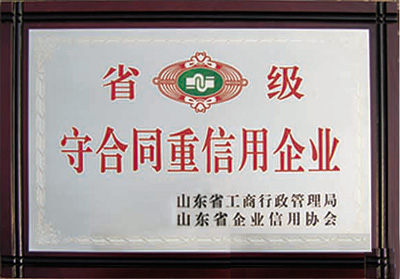 省 级
守合同重信用企业
山东省工商行政管理局
山东省企业信用协会